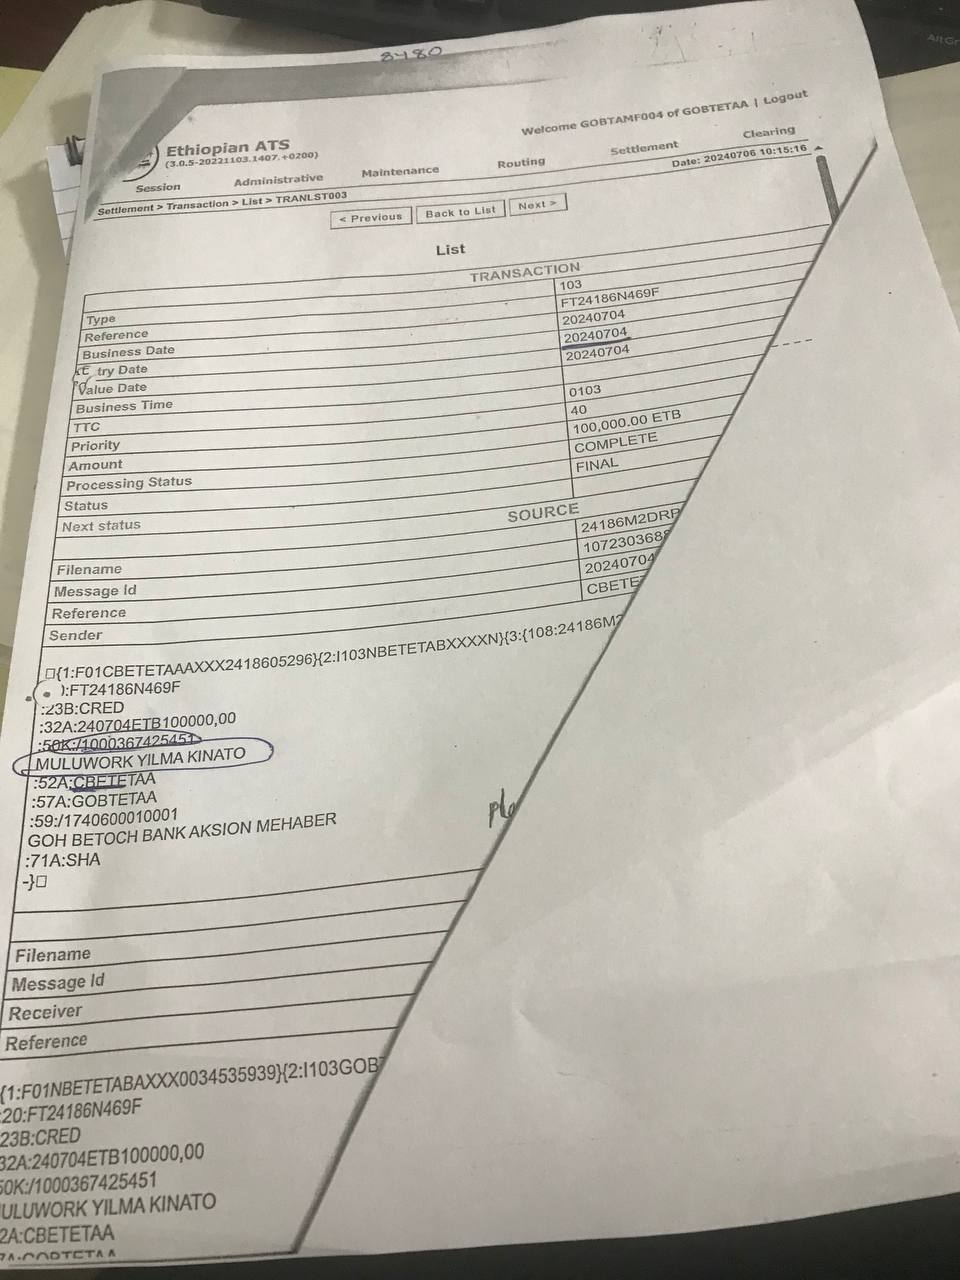 8480
Welcome GOBTAMF004 of GOBTETAA | Logout
Ethiopian ATS
(3.0.5-20221103.1407.+0200)
Session Administrative Maintenance Routing Settlement Clearing
Settlement > Transaction > List > TRANLST003
Date: 20240706 10:15:16
< Previous Back to List Next >
List
TRANSACTION
Type 103
Reference FT24186N469F
Business Date 20240704
try Date 20240704
Value Date 20240704
Business Time
TTC 0103
Priority 40
Amount 100,000.00 ETB
Processing Status COMPLETE
Status FINAL
Next status
SOURCE
Filename 24186M2DRP
Message Id 107230368
Reference 20240704
Sender CBETE
{1:F01CBETETAAAXXX2418605296}{2:I103NBETETABXXXXN}{3:{108:24186M
):FT24186N469F
:23B:CRED
:32A:240704ETB100000,00
:50K:/1000367425451
MULUWORK YILMA KINATO
:52A:CBETETAA
:57A:GOBTETAA
:59:/1740600010001
GOH BETOCH BANK AKSION MEHABER
:71A:SHA
-}
Filename
Message Id
Receiver
Reference
{1:F01NBETETABAXXX0034535939}{2:I103GOB
:20:FT24186N469F
23B:CRED
32A:240704ETB100000,00
50K:/1000367425451
ULUWORK YILMA KINATO
2A:CBETETAA
7A:GOBTETAA